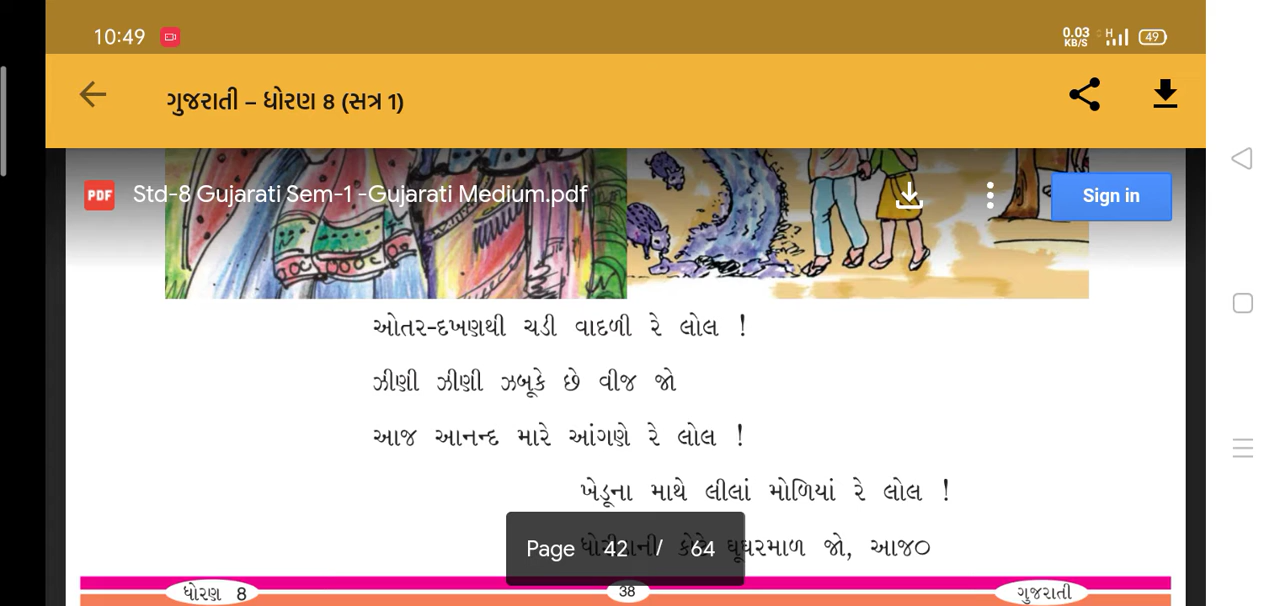 10:49
0.03 KB/S H 49
ગુજરાતી – ધોરણ 8 (સત્ર 1)
PDF Std-8 Gujarati Sem-1 -Gujarati Medium.pdf Sign in
ઓતર-દખણથી ચડી વાદળી રે લોલ !
ઝીણી ઝીણી ઝબૂકે છે વીજ જો
આજ આનન્દ મારે આંગણે રે લોલ !
ખેડૂના માથે લીલાં મોળિયાં રે લોલ !
ઘૂઘરમાળ જો, આજ૦
Page 42 / 64
ધોરણ 8 38 ગુજરાતી